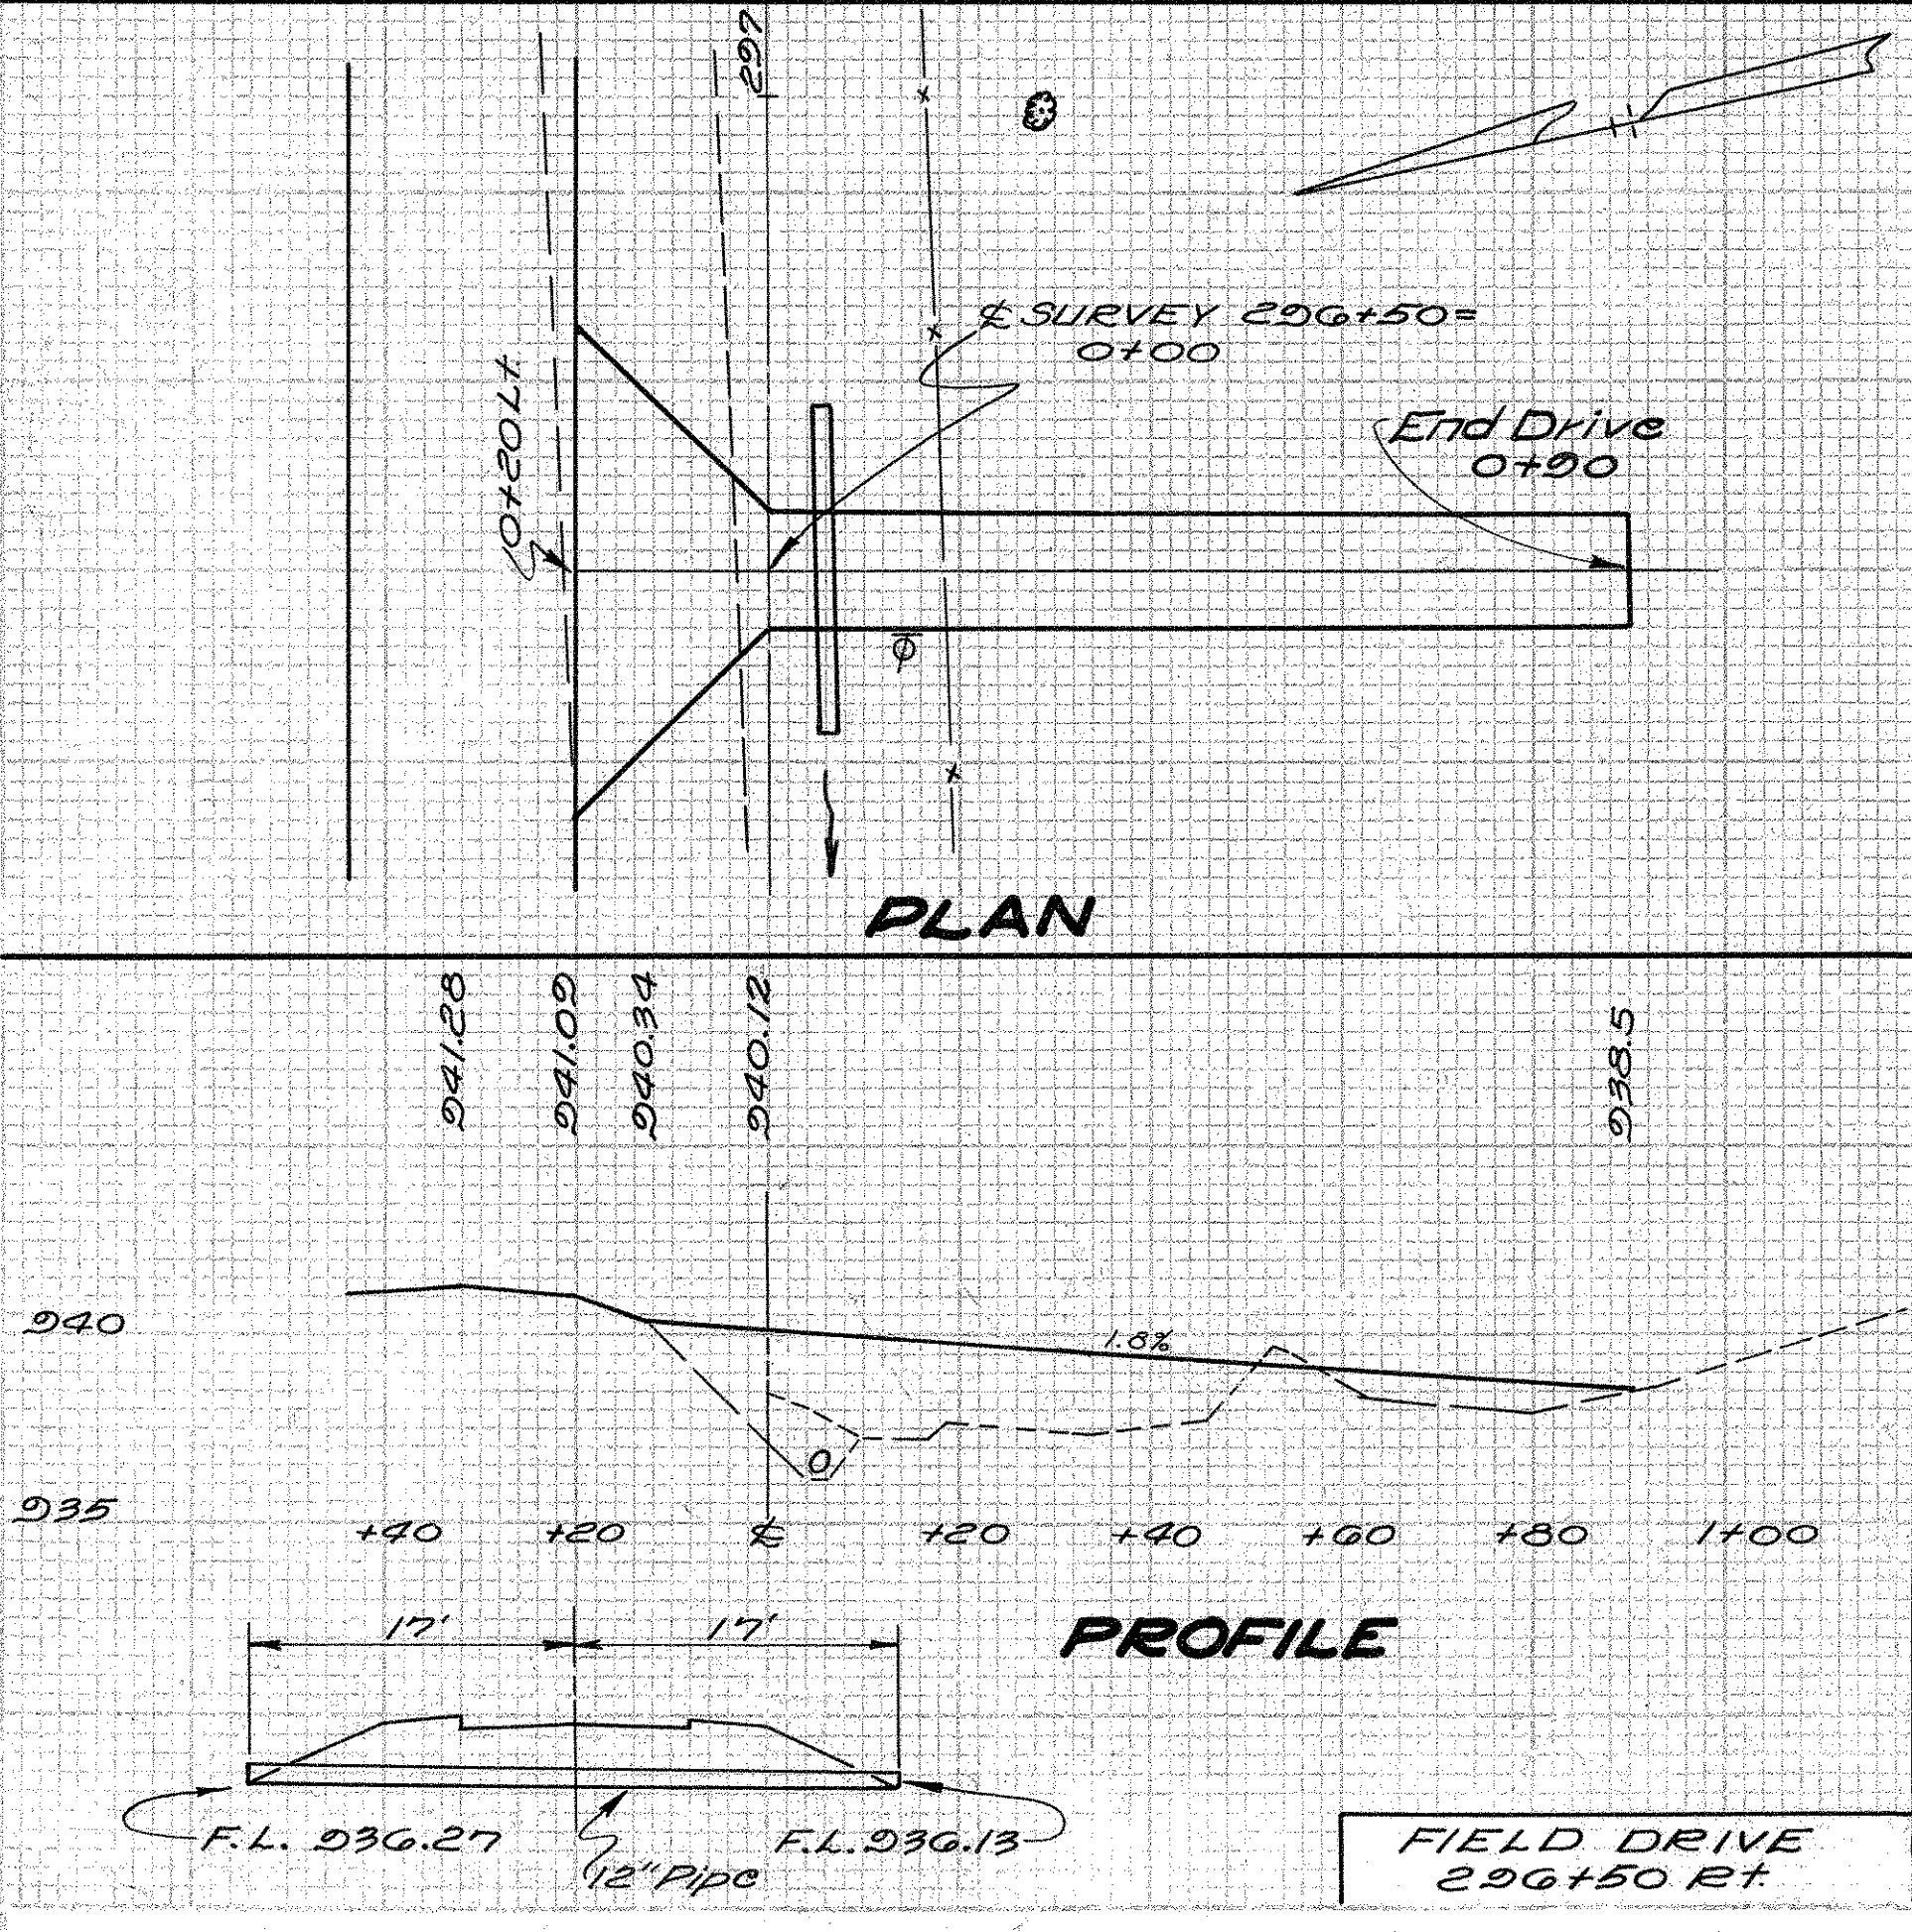 297
℄ SURVEY 296+50=
0+00
0+20 Lt.
End Drive
0+90
PLAN
941.28
941.09
940.34
940.12
938.5
940
1.8%
935
+40
+20
℄
+20
+40
+60
+80
1+00
17'
17'
PROFILE
F.L. 936.27
F.L. 936.13
12" Pipe
FIELD DRIVE
296+50 Rt.